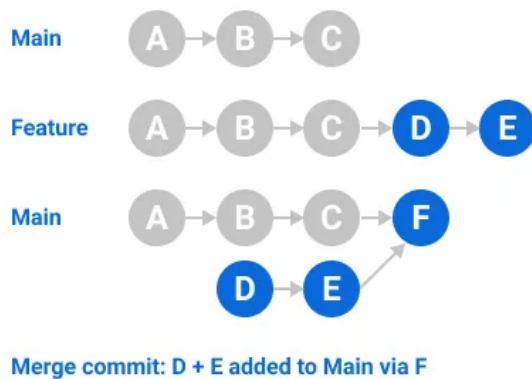 Main A B C
Feature A B C D E
Main A B C F
D E
Merge commit: D + E added to Main via F